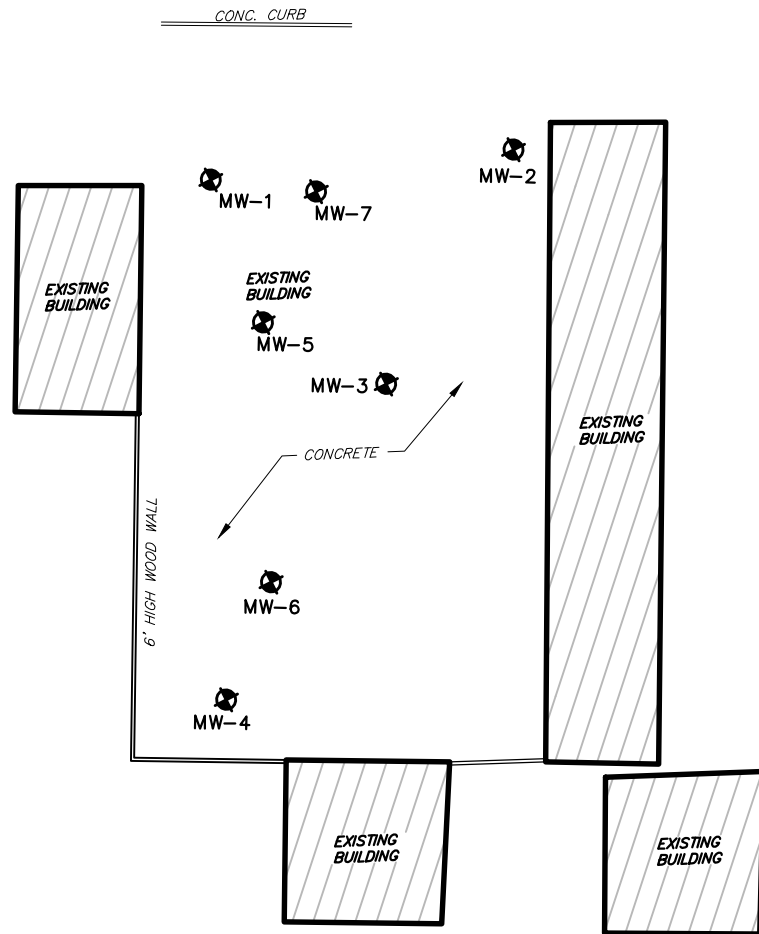 CONC. CURB
MW-2
MW-1
MW-7
EXISTING
BUILDING
EXISTING
BUILDING
MW-5
MW-3
EXISTING
BUILDING
CONCRETE
6' HIGH WOOD WALL
MW-6
MW-4
EXISTING
BUILDING
EXISTING
BUILDING